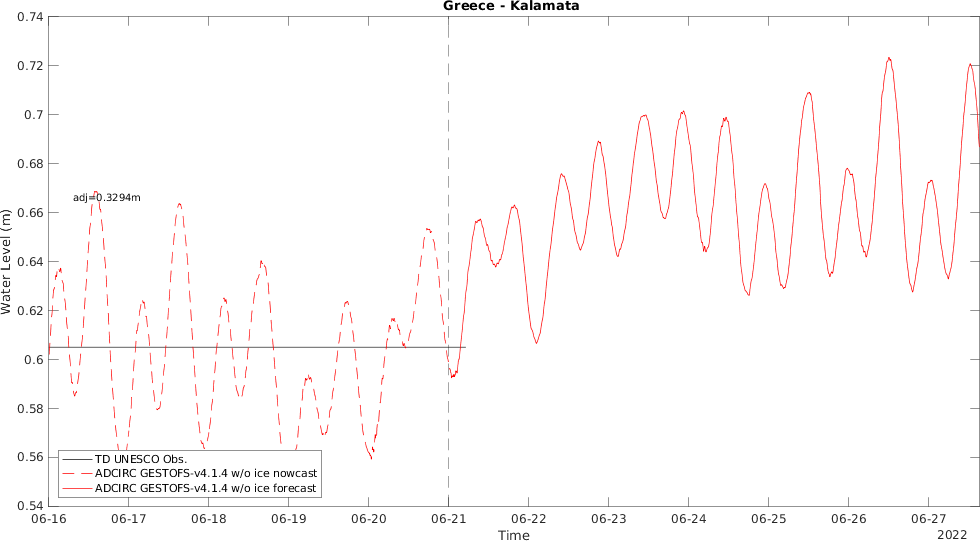 Greece - Kalamata
0.74
0.72
0.7
0.68
0.66
0.64
0.62
0.6
0.58
0.56
0.54
Water Level (m)
adj=0.3294m
TD UNESCO Obs.
ADCIRC GESTOFS-v4.1.4 w/o ice nowcast
ADCIRC GESTOFS-v4.1.4 w/o ice forecast
06-16 06-17 06-18 06-19 06-20 06-21 06-22 06-23 06-24 06-25 06-26 06-27
Time
2022